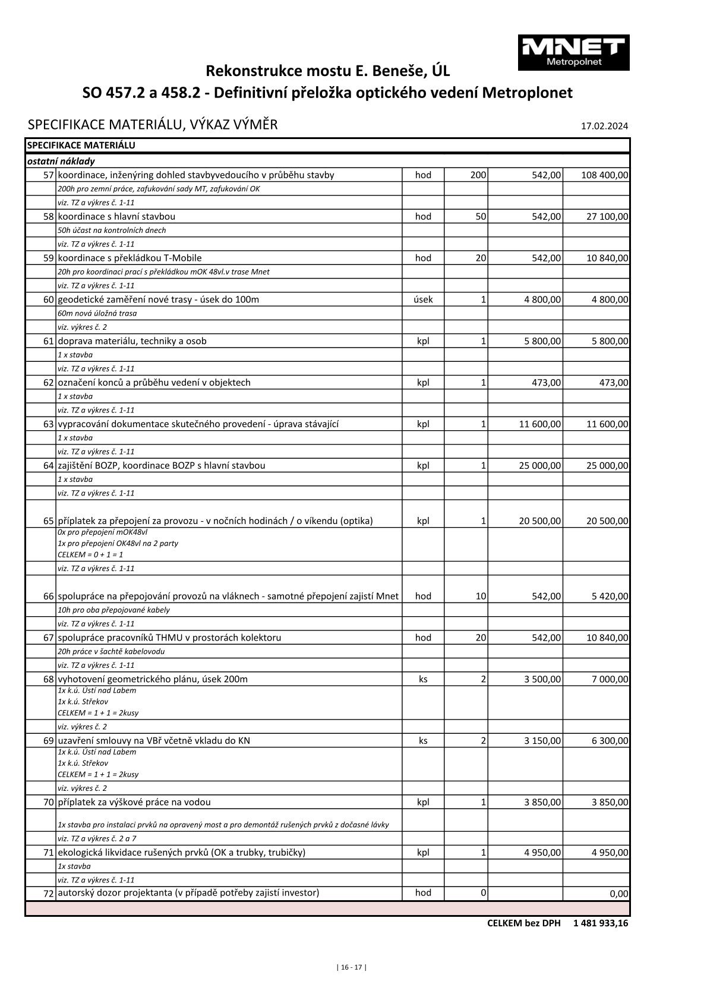 MNET
Metropolnet
Rekonstrukce mostu E. Beneše, ÚL
SO 457.2 a 458.2 - Definitivní přeložka optického vedení Metroplonet
SPECIFIKACE MATERIÁLU, VÝKAZ VÝMĚR 17.02.2024
SPECIFIKACE MATERIÁLU
ostatní náklady
57 koordinace, inženýring dohled stavbyvedoucího v průběhu stavby hod 200 542,00 108 400,00
200h pro zemní práce, zafukování sady MT, zafukování OK
viz. TZ a výkres č. 1-11
58 koordinace s hlavní stavbou hod 50 542,00 27 100,00
50h účast na kontrolních dnech
viz. TZ a výkres č. 1-11
59 koordinace s překládkou T-Mobile hod 20 542,00 10 840,00
20h pro koordinaci prací s překládkou mOK 48vl.v trase Mnet
viz. TZ a výkres č. 1-11
60 geodetické zaměření nové trasy - úsek do 100m úsek 1 4 800,00 4 800,00
60m nová úložná trasa
viz. výkres č. 2
61 doprava materiálu, techniky a osob kpl 1 5 800,00 5 800,00
1 x stavba
viz. TZ a výkres č. 1-11
62 označení konců a průběhu vedení v objektech kpl 1 473,00 473,00
1 x stavba
viz. TZ a výkres č. 1-11
63 vypracování dokumentace skutečného provedení - úprava stávající kpl 1 11 600,00 11 600,00
1 x stavba
viz. TZ a výkres č. 1-11
64 zajištění BOZP, koordinace BOZP s hlavní stavbou kpl 1 25 000,00 25 000,00
1 x stavba
viz. TZ a výkres č. 1-11
65 příplatek za přepojení za provozu - v nočních hodinách / o víkendu (optika) kpl 1 20 500,00 20 500,00
0x pro přepojení mOK48vl
1x pro přepojení OK48vl na 2 party
CELKEM = 0 + 1 = 1
viz. TZ a výkres č. 1-11
66 spolupráce na přepojování provozů na vláknech - samotné přepojení zajistí Mnet hod 10 542,00 5 420,00
10h pro oba přepojované kabely
viz. TZ a výkres č. 1-11
67 spolupráce pracovníků THMU v prostorách kolektoru hod 20 542,00 10 840,00
20h práce v šachtě kabelovodu
viz. TZ a výkres č. 1-11
68 vyhotovení geometrického plánu, úsek 200m ks 2 3 500,00 7 000,00
1x k.ú. Ústí nad Labem
1x k.ú. Střekov
CELKEM = 1 + 1 = 2kusy
viz. výkres č. 2
69 uzavření smlouvy na VBř včetně vkladu do KN ks 2 3 150,00 6 300,00
1x k.ú. Ústí nad Labem
1x k.ú. Střekov
CELKEM = 1 + 1 = 2kusy
viz. výkres č. 2
70 příplatek za výškové práce na vodou kpl 1 3 850,00 3 850,00
1x stavba pro instalaci prvků na opravený most a pro demontáž rušených prvků z dočasné lávky
viz. TZ a výkres č. 2 a 7
71 ekologická likvidace rušených prvků (OK a trubky, trubičky) kpl 1 4 950,00 4 950,00
1x stavba
viz. TZ a výkres č. 1-11
72 autorský dozor projektanta (v případě potřeby zajistí investor) hod 0 0,00
CELKEM bez DPH 1 481 933,16
| 16 - 17 |